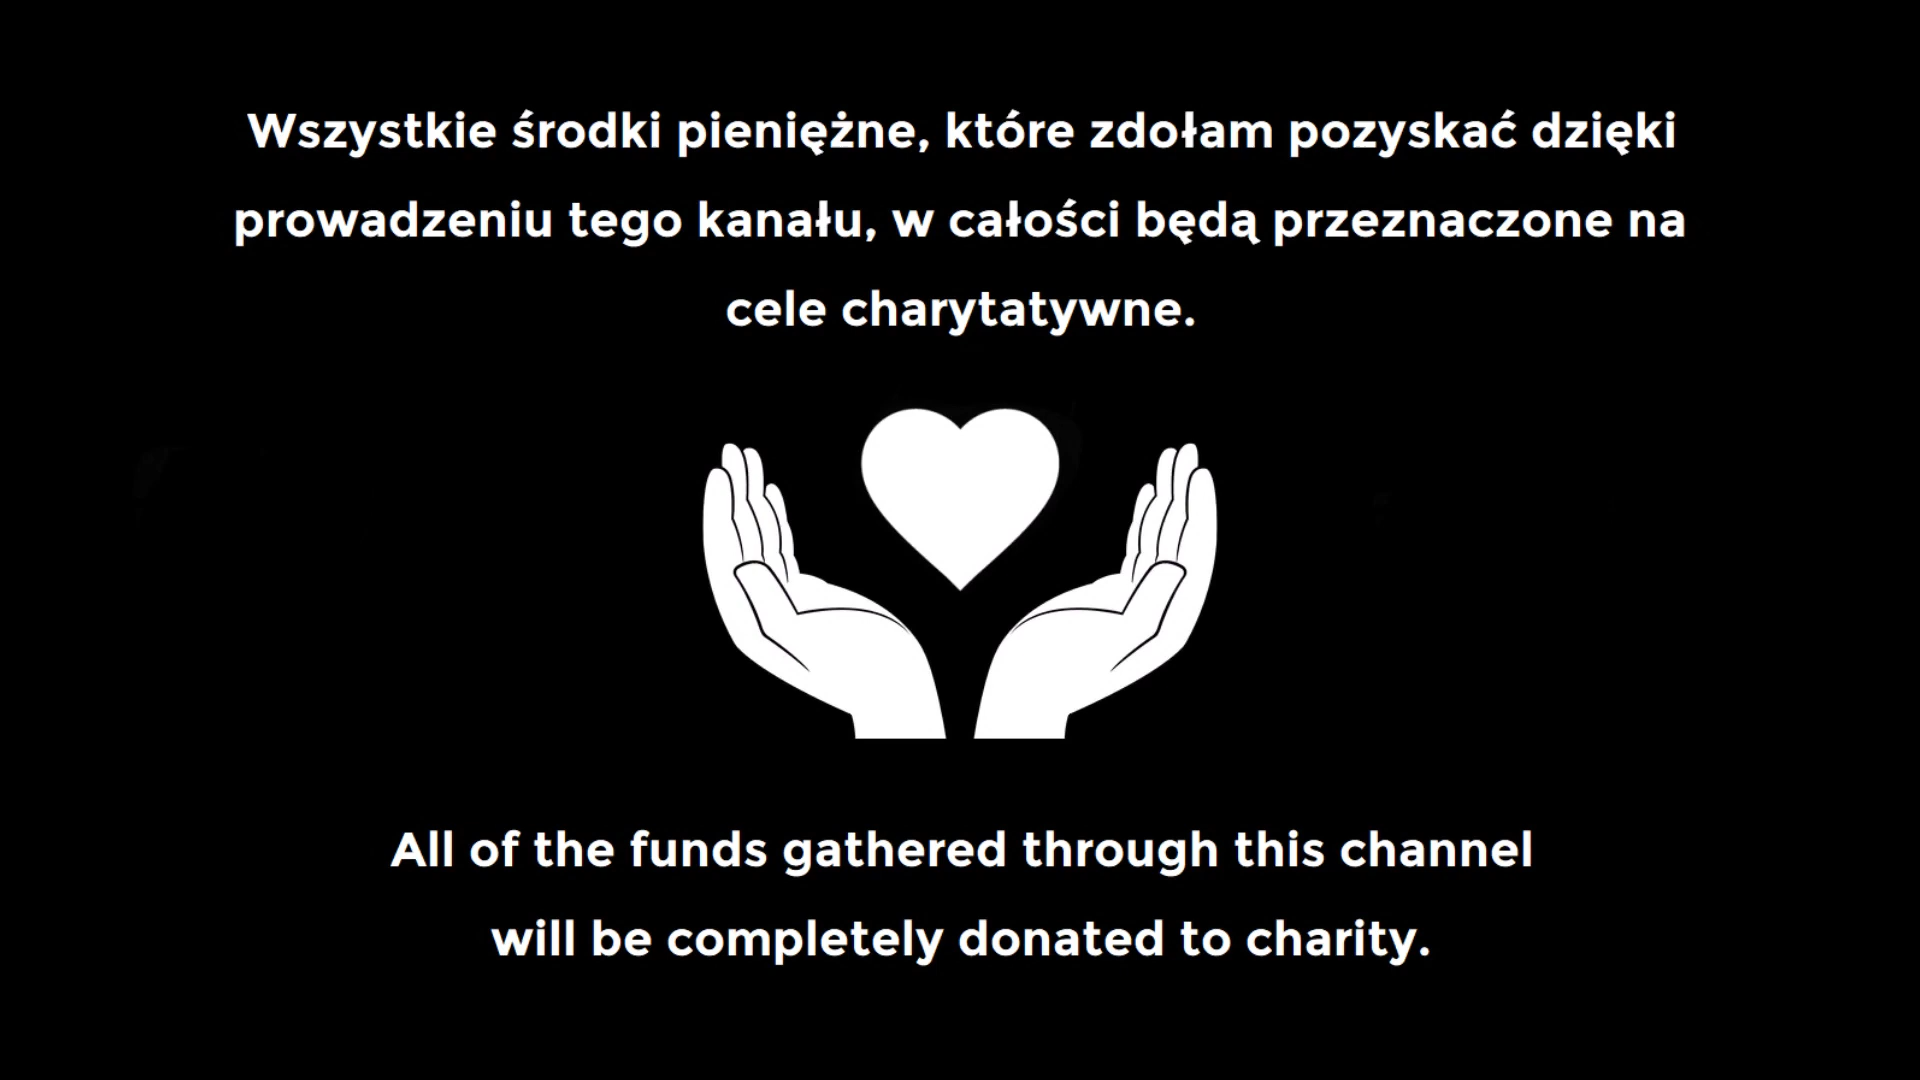 Wszystkie środki pieniężne, które zdołam pozyskać dzięki
prowadzeniu tego kanału, w całości będą przeznaczone na
cele charytatywne.
All of the funds gathered through this channel
will be completely donated to charity.